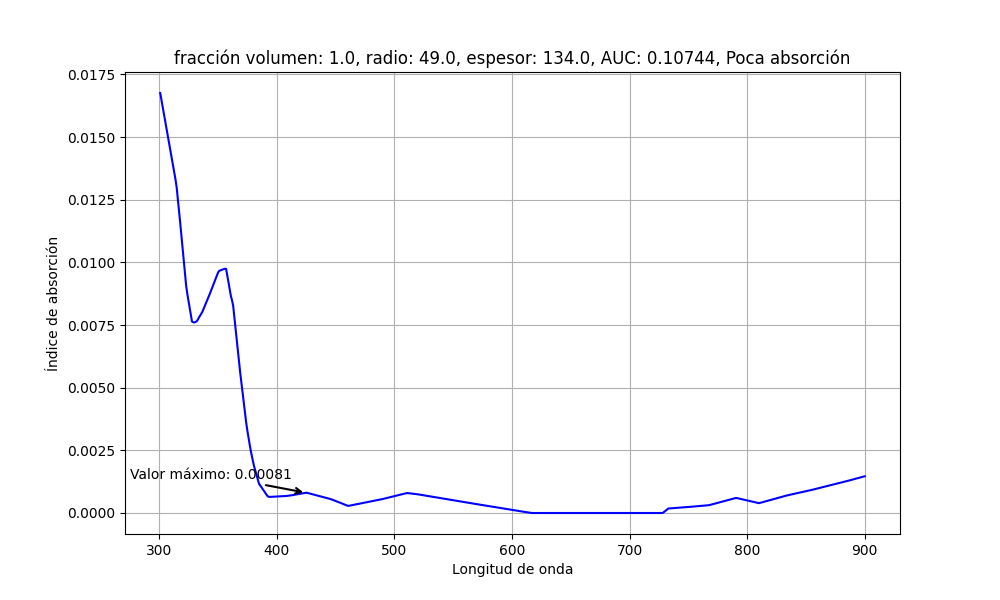 fracción volumen: 1.0, radio: 49.0, espesor: 134.0, AUC: 0.10744, Poca absorción
0.0175
0.0150
0.0125
0.0100
0.0075
0.0050
0.0025
0.0000
Índice de absorción
Valor máximo: 0.00081
300 400 500 600 700 800 900
Longitud de onda